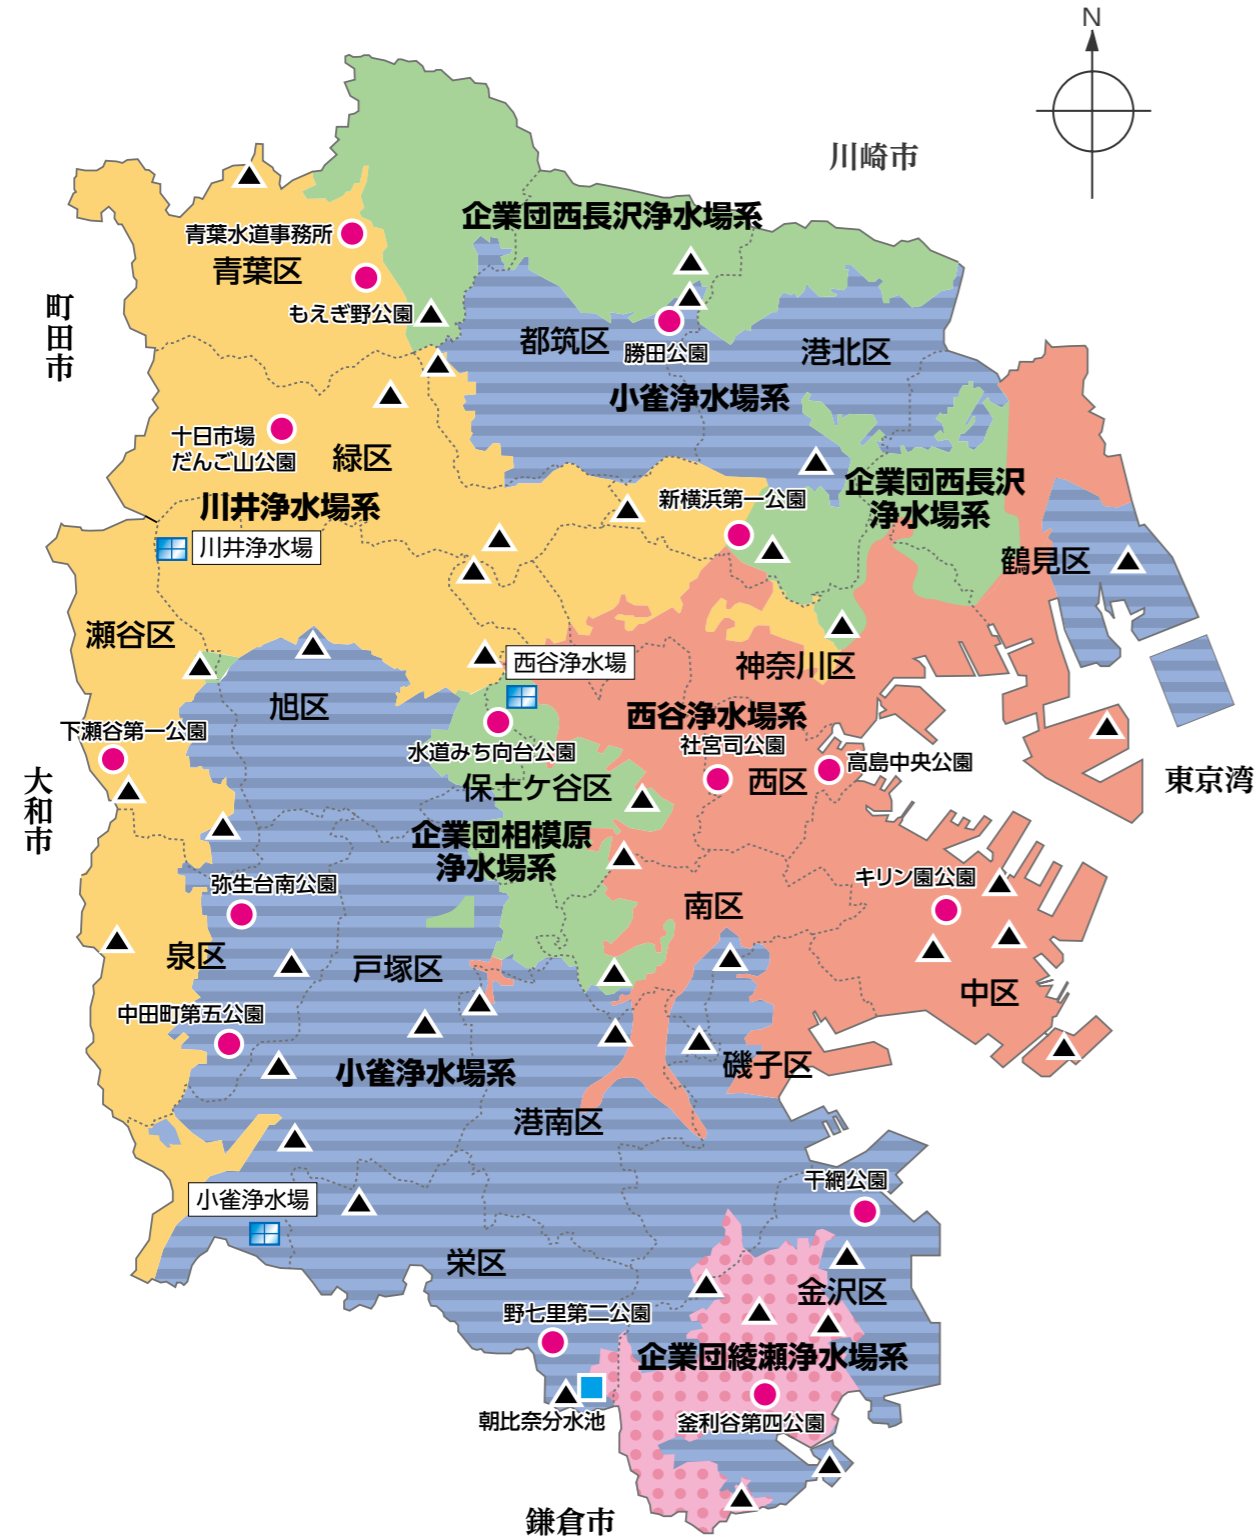 N
川崎市
企業団西長沢浄水場系
青葉水道事務所
青葉区
もえぎ野公園
町田市
都筑区
勝田公園
港北区
小雀浄水場系
十日市場
だんご山公園
緑区
川井浄水場系
川井浄水場
新横浜第一公園
企業団西長沢
浄水場系
鶴見区
瀬谷区
西谷浄水場
神奈川区
旭区
下瀬谷第一公園
水道みち向台公園
西谷浄水場系
社宮司公園
西区
高島中央公園
東京湾
大和市
保土ケ谷区
企業団相模原
浄水場系
弥生台南公園
南区
キリン園公園
泉区
戸塚区
中区
中田町第五公園
小雀浄水場系
磯子区
港南区
干網公園
小雀浄水場
栄区
金沢区
野七里第二公園
企業団綾瀬浄水場系
朝比奈分水池
釜利谷第四公園
鎌倉市